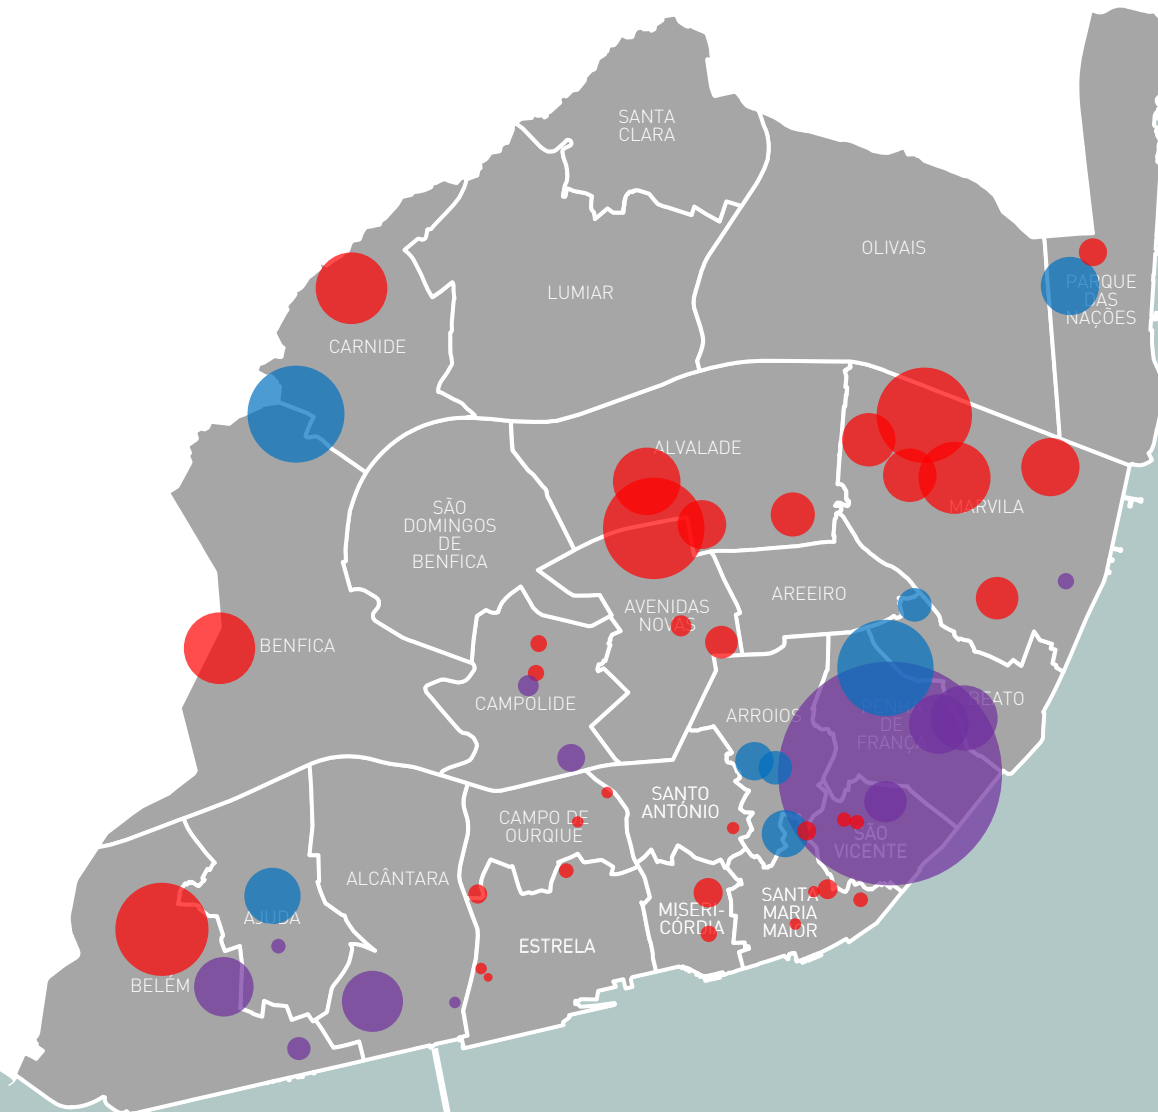 SANTA
CLARA
OLIVAIS
LUMIAR
PARQUE
DAS
NAÇÕES
CARNIDE
ALVALADE
SÃO
DOMINGOS
DE
BENFICA
MARVILA
AREEIRO
AVENIDAS
NOVAS
BENFICA
CAMPOLIDE
BEATO
ARROIOS
PENHA
DE
FRANÇA
SANTO
ANTÓNIO
CAMPO DE
OURQIUE
SÃO
VICENTE
ALCÂNTARA
SANTA
MARIA
MAIOR
MISERI-
CÓRDIA
AJUDA
ESTRELA
BELÉM